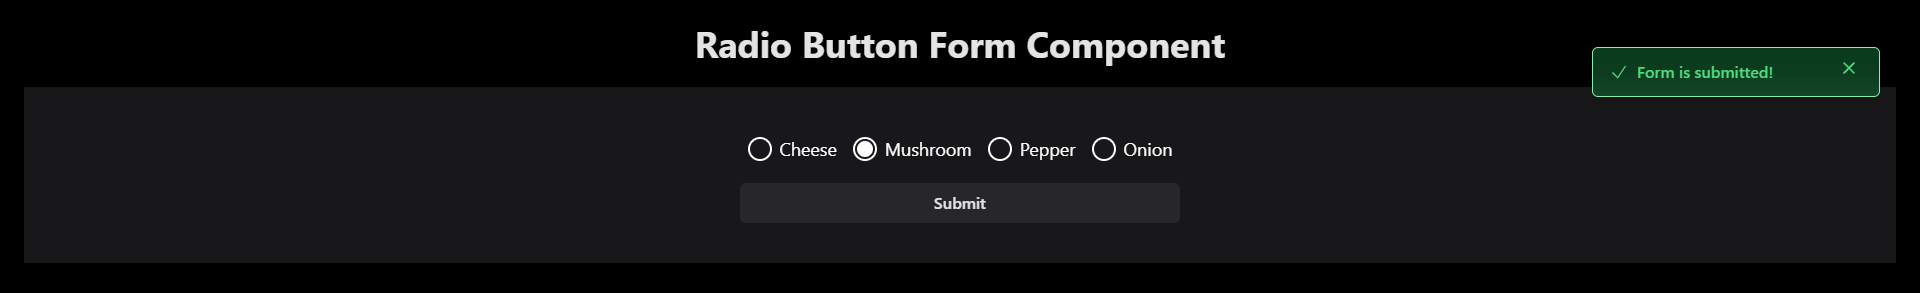 Radio Button Form Component
Form is submitted!
Cheese Mushroom Pepper Onion
Submit